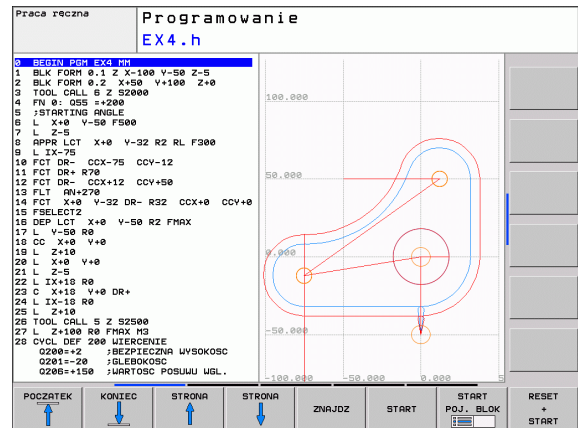 Praca ręczna
Programowanie
EX4.h
0 BEGIN PGM EX4 MM
1 BLK FORM 0.1 Z X-100 Y-50 Z-5
2 BLK FORM 0.2 X+50 Y+100 Z+0
3 TOOL CALL 6 Z S2000
4 FN 0: Q55 =+200
5 ;STARTING ANGLE
6 L X+0 Y-50 F500
7 L Z-5
8 APPR LCT X+0 Y-32 R2 RL F300
9 L IX-75
10 FCT DR- CCX-75 CCY-12
11 FCT DR+ R70
12 FCT DR- CCX+12 CCY+50
13 FLT AN+270
14 FCT X+0 Y-32 DR- R32 CCX+0 CCY+0
15 FSELECT2
16 DEP LCT X+0 Y-50 R2 FMAX
17 L Y-50 R0
18 CC X+0 Y+0
19 L Z+10
20 L X+0 Y+0
21 L Z-5
22 L IX+18 R0
23 C X+18 Y+0 DR+
24 L IX-18 R0
25 L Z+10
26 TOOL CALL 5 Z S2500
27 L Z+100 R0 FMAX M3
28 CYCL DEF 200 WIERCENIE
Q200=+2 ;BEZPIECZNA WYSOKOSC
Q201=-20 ;GLEBOKOSC
Q206=+150 ;WARTOSC POSUWU WGL.
100.000
50.000
0.000
-50.000
-100.000
-50.000
0.000
5
POCZATEK
KONIEC
STRONA
STRONA
ZNAJDZ
START
START
POJ. BLOK
RESET
+
START